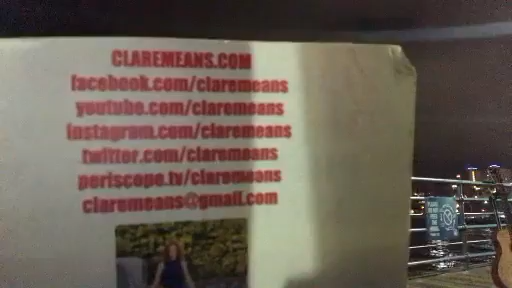 CLAREMEANS.COM
facebook.com/claremeans
youtube.com/claremeans
instagram.com/claremeans
twitter.com/claremeans
periscope.tv/claremeans
claremeans@gmail.com